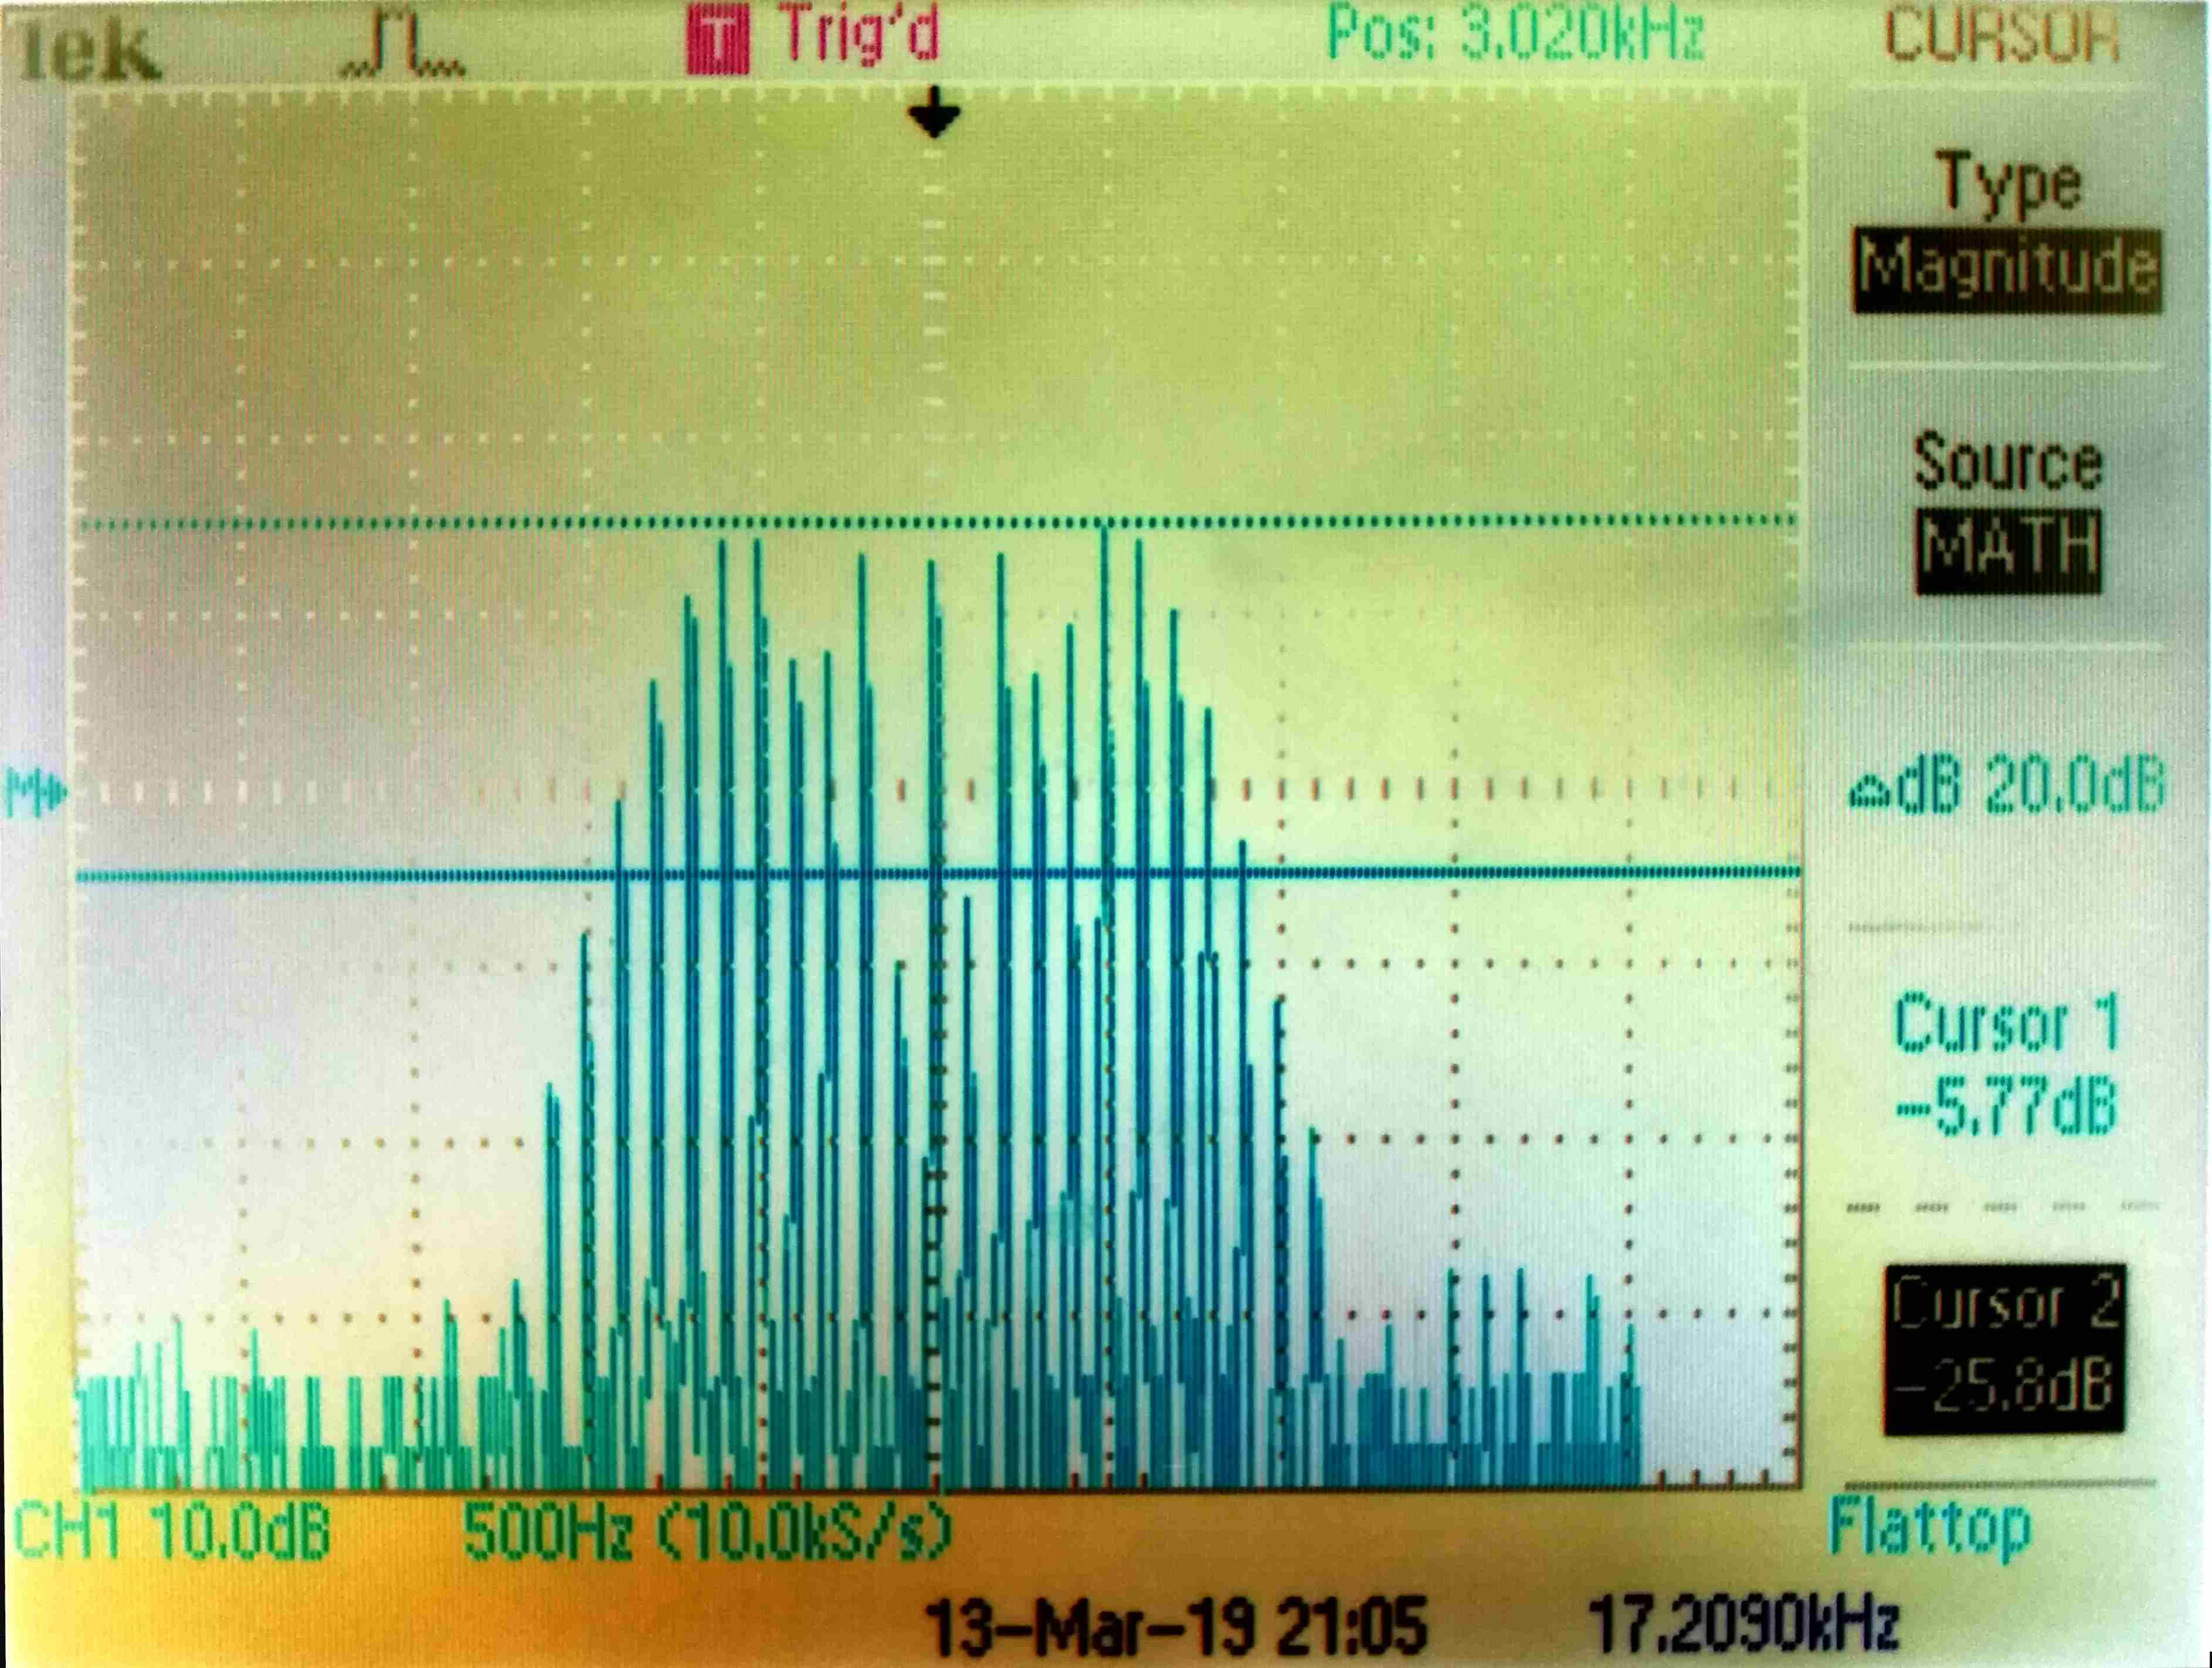 Tek
T Trig'd
Pos: 3.020kHz
CURSOR
Type
Magnitude
Source
MATH
M
ΔdB 20.0dB
Cursor 1
-5.77dB
Cursor 2
-25.8dB
CH1 10.0dB
500Hz (10.0kS/s)
Flattop
13-Mar-19 21:05
17.2090kHz